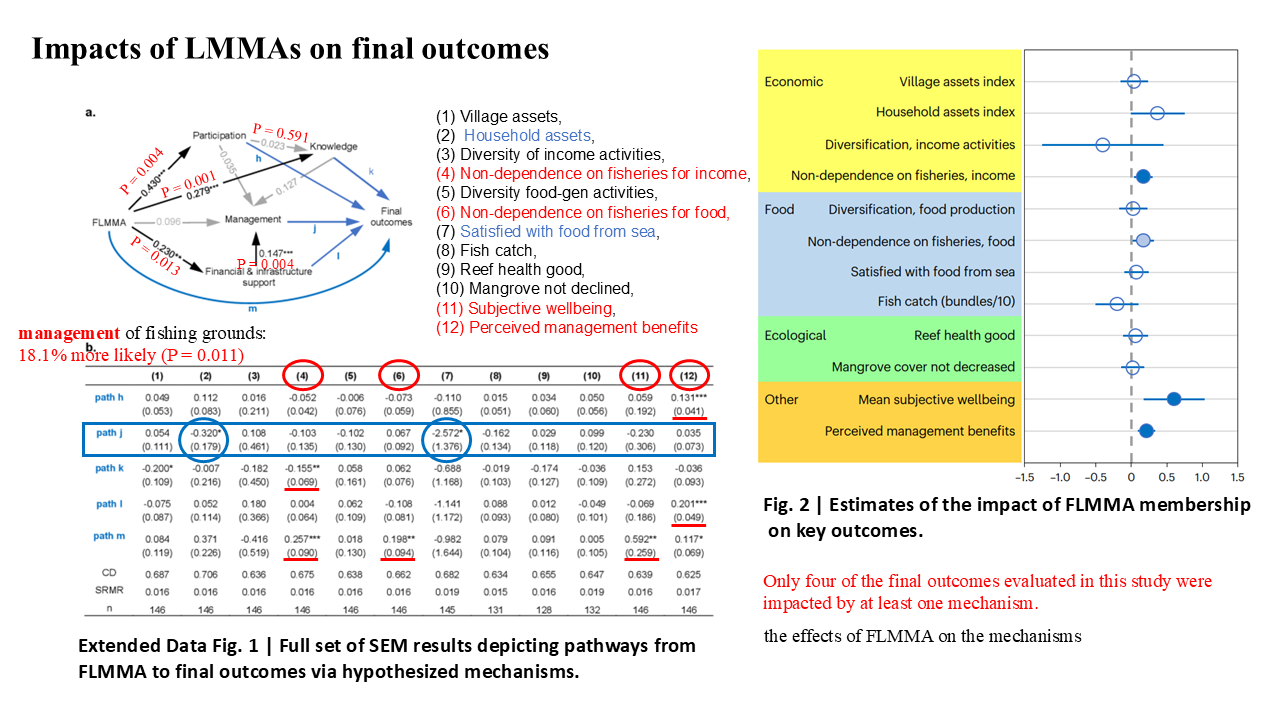 Impacts of LMMAs on final outcomes
a.
Participation
P = 0.591
0.023
Knowledge
h
k
P = 0.004
0.430***
P = 0.001
0.279***
0.035
0.127
FLMMA
0.096
Management
j
Final
outcomes
P = 0.013
0.230**
0.147***
P = 0.004
l
Financial & infrastructure
support
m
(1) Village assets,
(2) Household assets,
(3) Diversity of income activities,
(4) Non-dependence on fisheries for income,
(5) Diversity food-gen activities,
(6) Non-dependence on fisheries for food,
(7) Satisfied with food from sea,
(8) Fish catch,
(9) Reef health good,
(10) Mangrove not declined,
(11) Subjective wellbeing,
(12) Perceived management benefits
management of fishing grounds:
18.1% more likely (P = 0.011)
b.
(1) (2) (3) (4) (5) (6) (7) (8) (9) (10) (11) (12)
path h 0.049 0.112 0.016 -0.052 -0.006 -0.073 -0.110 0.015 0.034 0.050 0.059 0.131***
(0.053) (0.083) (0.211) (0.042) (0.076) (0.059) (0.855) (0.051) (0.060) (0.056) (0.192) (0.041)
path j 0.054 -0.320* 0.108 -0.103 -0.102 0.067 -2.572* -0.162 0.029 0.099 -0.230 0.035
(0.111) (0.179) (0.461) (0.135) (0.130) (0.092) (1.376) (0.134) (0.118) (0.120) (0.306) (0.073)
path k -0.200* -0.007 -0.182 -0.155** 0.058 0.062 -0.688 -0.019 -0.174 -0.036 0.153 -0.036
(0.109) (0.216) (0.450) (0.069) (0.161) (0.076) (1.168) (0.103) (0.127) (0.109) (0.272) (0.093)
path l -0.075 0.052 0.180 0.004 0.062 -0.108 -1.141 0.088 0.012 -0.049 -0.069 0.201***
(0.087) (0.114) (0.366) (0.064) (0.109) (0.081) (1.172) (0.093) (0.080) (0.101) (0.186) (0.049)
path m 0.084 0.371 -0.416 0.257*** 0.018 0.198** -0.982 0.079 0.091 0.005 0.592** 0.117*
(0.119) (0.226) (0.519) (0.090) (0.130) (0.094) (1.644) (0.104) (0.116) (0.105) (0.259) (0.069)
CD 0.687 0.706 0.636 0.675 0.638 0.662 0.682 0.634 0.655 0.647 0.639 0.625
SRMR 0.016 0.016 0.016 0.016 0.016 0.016 0.019 0.015 0.016 0.019 0.016 0.017
n 146 146 146 146 146 146 145 131 128 132 146 146
Extended Data Fig. 1 | Full set of SEM results depicting pathways from
FLMMA to final outcomes via hypothesized mechanisms.
Economic Village assets index
Household assets index
Diversification, income activities
Non-dependence on fisheries, income
Food Diversification, food production
Non-dependence on fisheries, food
Satisfied with food from sea
Fish catch (bundles/10)
Ecological Reef health good
Mangrove cover not decreased
Other Mean subjective wellbeing
Perceived management benefits
−1.5 −1.0 −0.5 0 0.5 1.0 1.5
Fig. 2 | Estimates of the impact of FLMMA membership
on key outcomes.
Only four of the final outcomes evaluated in this study were
impacted by at least one mechanism.
the effects of FLMMA on the mechanisms